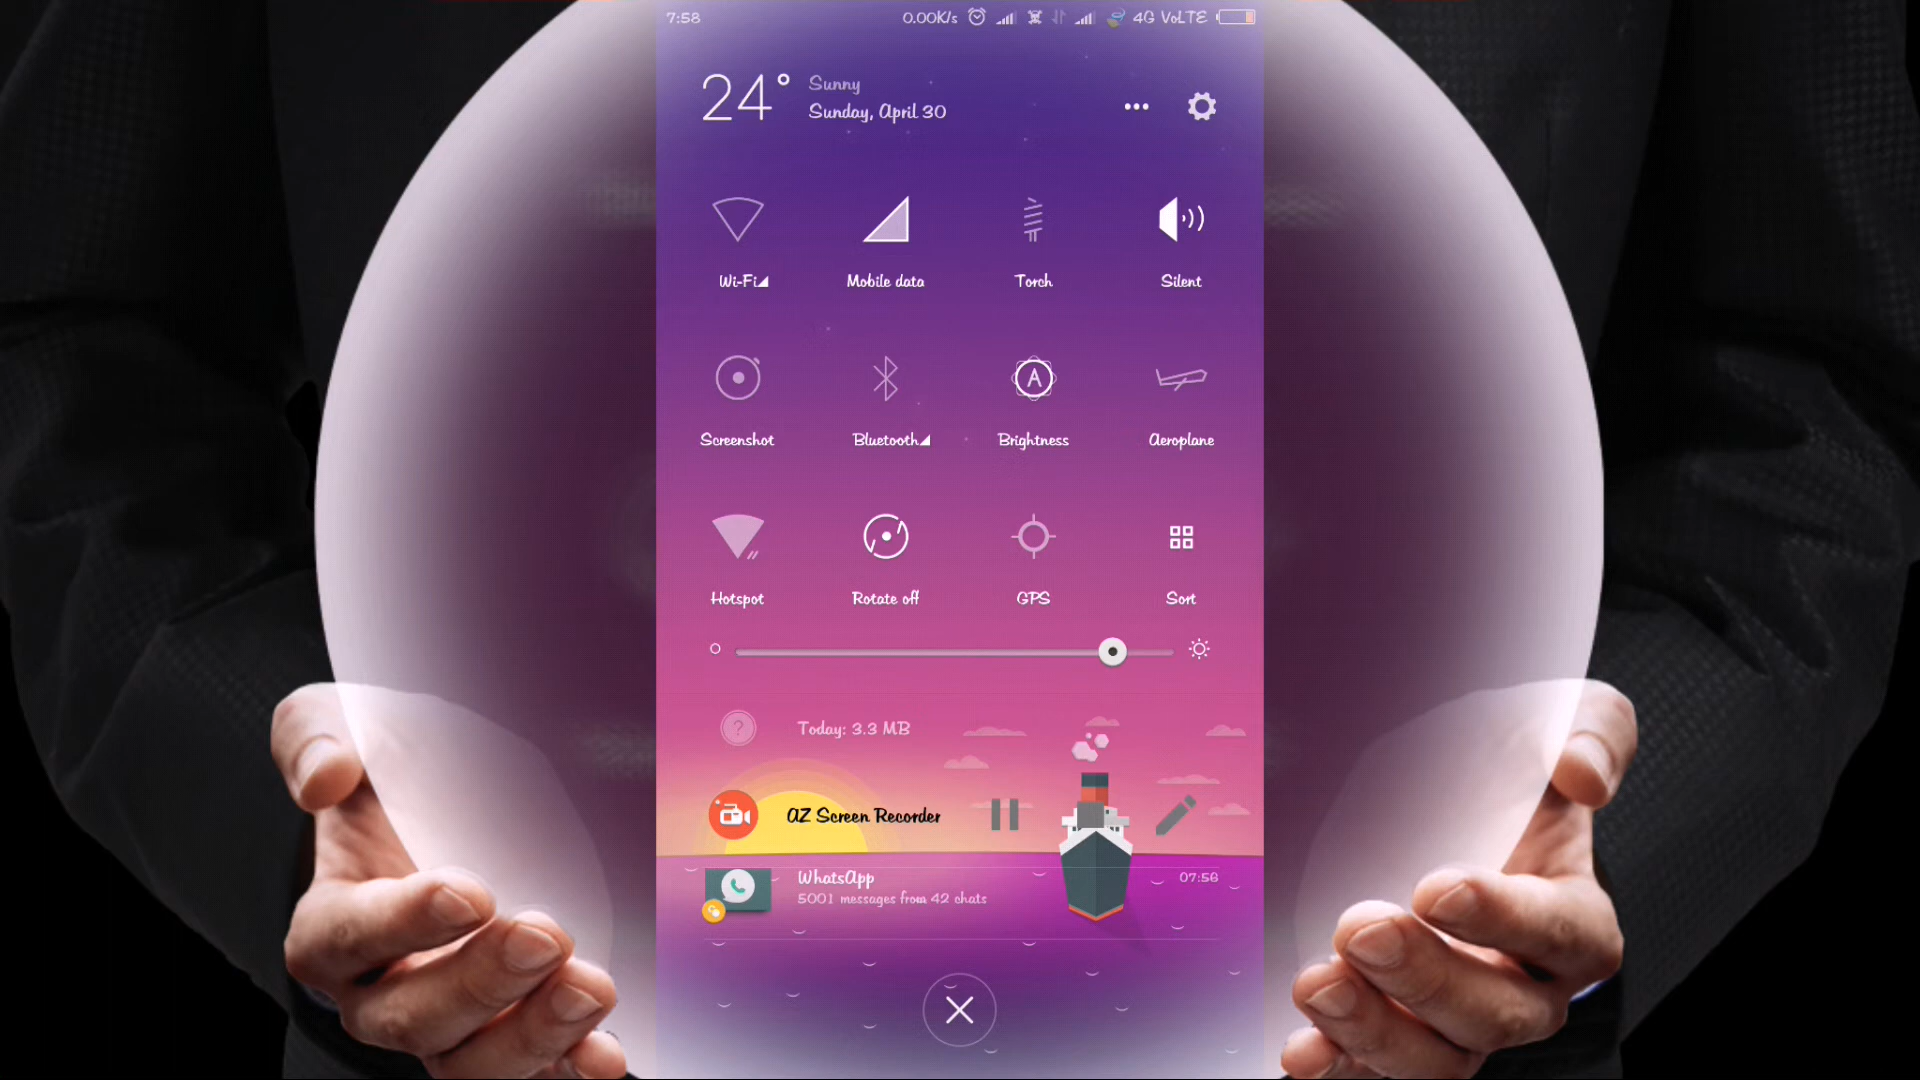 7:58 0.00K/s 4G VoLTE
24° Sunny
Sunday, April 30
Wi-Fi Mobile data Torch Silent
A
Screenshot Bluetooth Brightness Aeroplane
Hotspot Rotate off GPS Sort
? Today: 3.3 MB
AZ Screen Recorder
WhatsApp 07:58
5001 messages from 42 chats